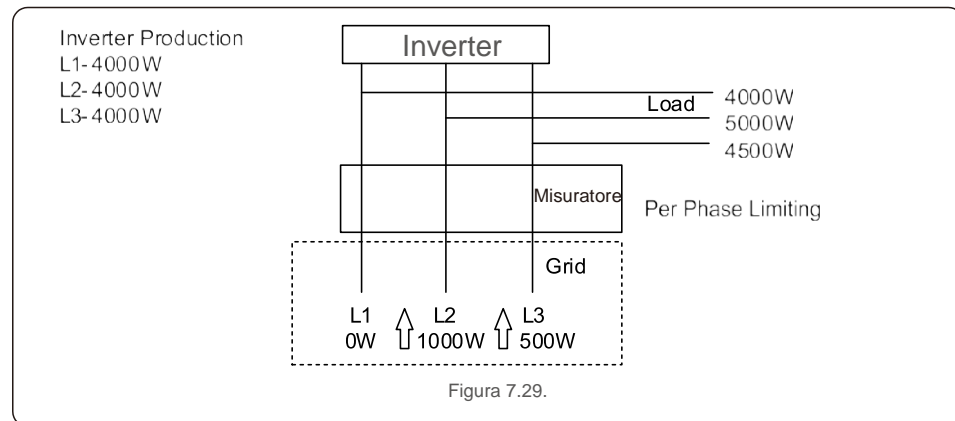 Inverter Production
L1-4000W
L2-4000W
L3-4000W
Inverter
Load
4000W
5000W
4500W
Misuratore
Per Phase Limiting
Grid
L1 L2 L3
0W 1000W 500W
Figura 7.29.